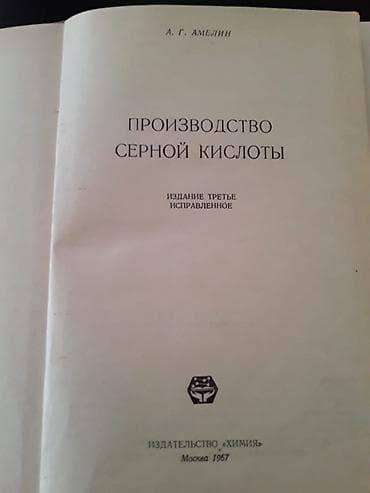 А. Г. АМЕЛИН
ПРОИЗВОДСТВО
СЕРНОЙ КИСЛОТЫ
ИЗДАНИЕ ТРЕТЬЕ
ИСПРАВЛЕННОЕ
ИЗДАТЕЛЬСТВО «ХИМИЯ»
Москва 1967